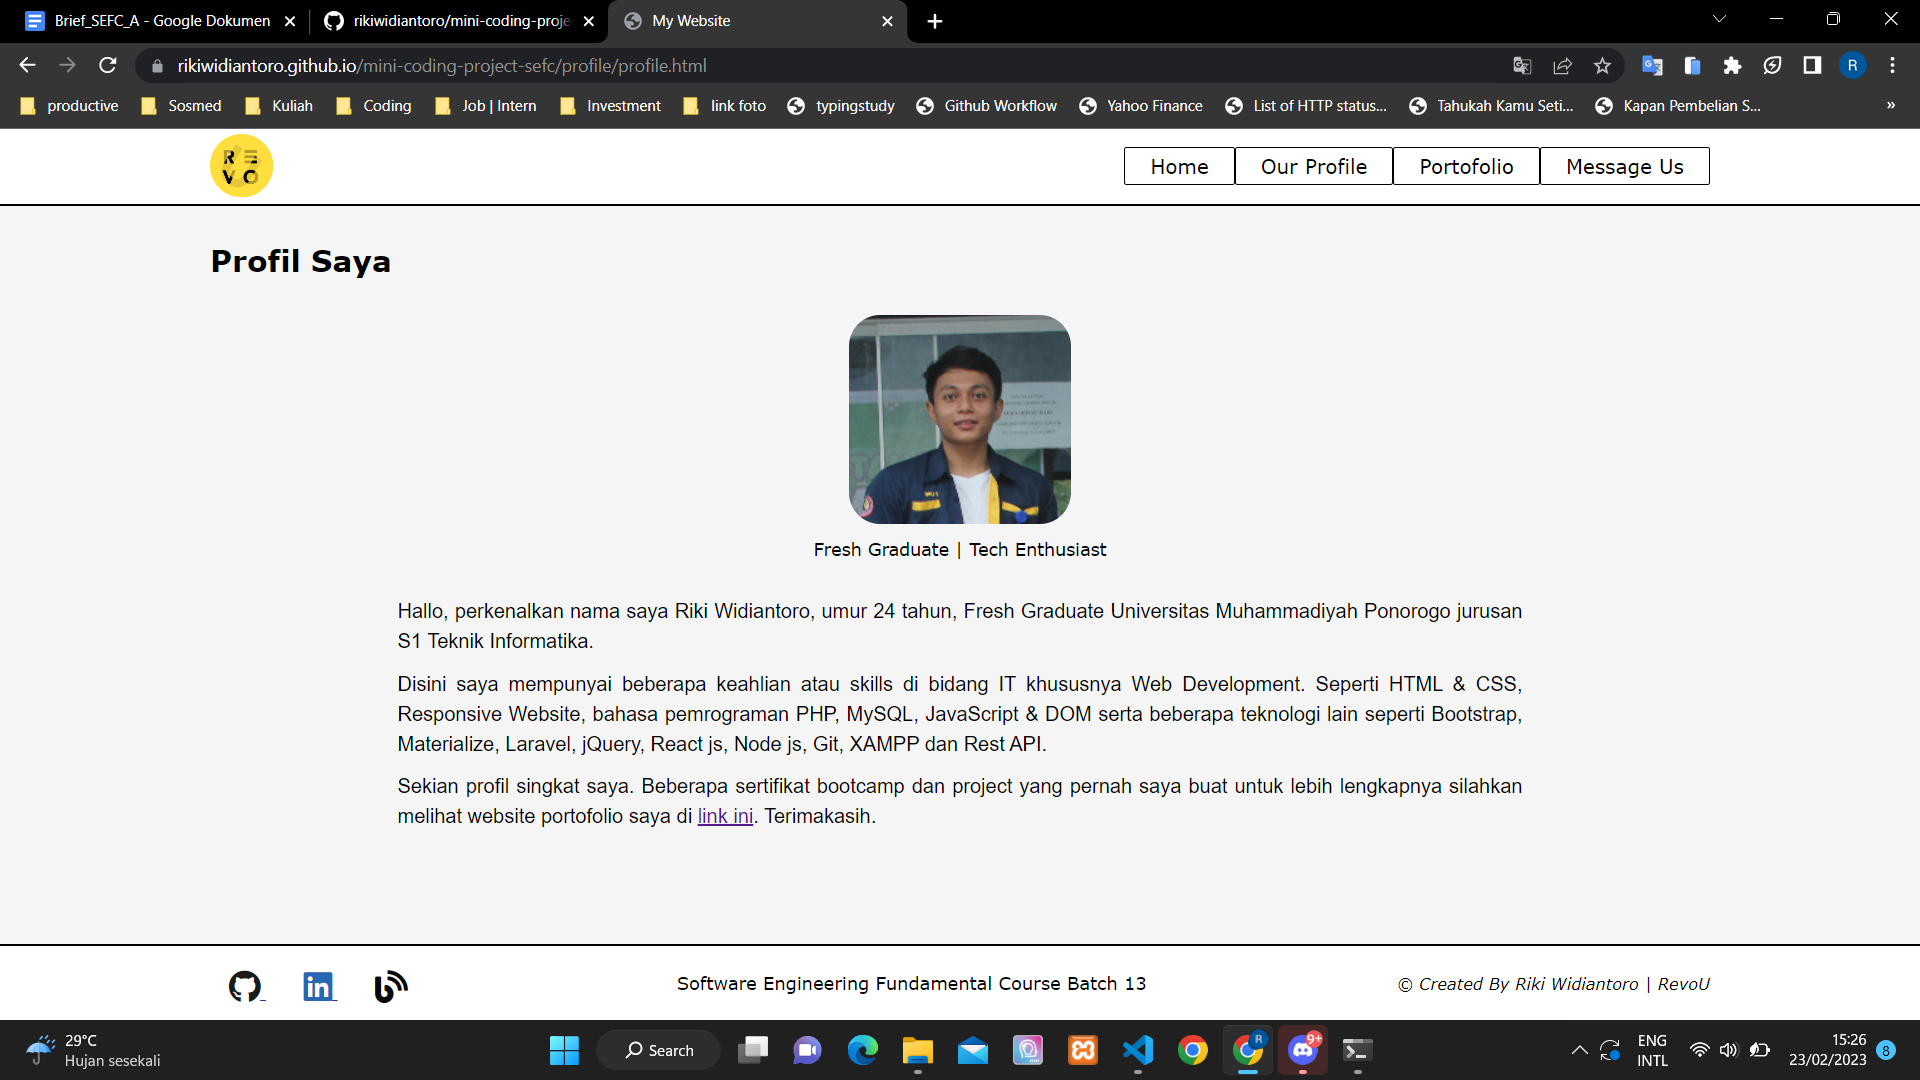 Brief_SEFC_A - Google Dokumen
rikiwidiantoro/mini-coding-proje
My Website
rikiwidiantoro.github.io/mini-coding-project-sefc/profile/profile.html
R
productive
Sosmed
Kuliah
Coding
Job | Intern
Investment
link foto
typingstudy
Github Workflow
Yahoo Finance
List of HTTP status...
Tahukah Kamu Seti...
Kapan Pembelian S...
»
RE
VO
Home
Our Profile
Portofolio
Message Us
Profil Saya
Fresh Graduate | Tech Enthusiast
Hallo, perkenalkan nama saya Riki Widiantoro, umur 24 tahun, Fresh Graduate Universitas Muhammadiyah Ponorogo jurusan
S1 Teknik Informatika.
Disini saya mempunyai beberapa keahlian atau skills di bidang IT khususnya Web Development. Seperti HTML & CSS,
Responsive Website, bahasa pemrograman PHP, MySQL, JavaScript & DOM serta beberapa teknologi lain seperti Bootstrap,
Materialize, Laravel, jQuery, React js, Node js, Git, XAMPP dan Rest API.
Sekian profil singkat saya. Beberapa sertifikat bootcamp dan project yang pernah saya buat untuk lebih lengkapnya silahkan
melihat website portofolio saya di link ini. Terimakasih.
in
Software Engineering Fundamental Course Batch 13
© Created By Riki Widiantoro | RevoU
29°C
Hujan sesekali
Search
R
9+
ENG
INTL
15:26
23/02/2023
8